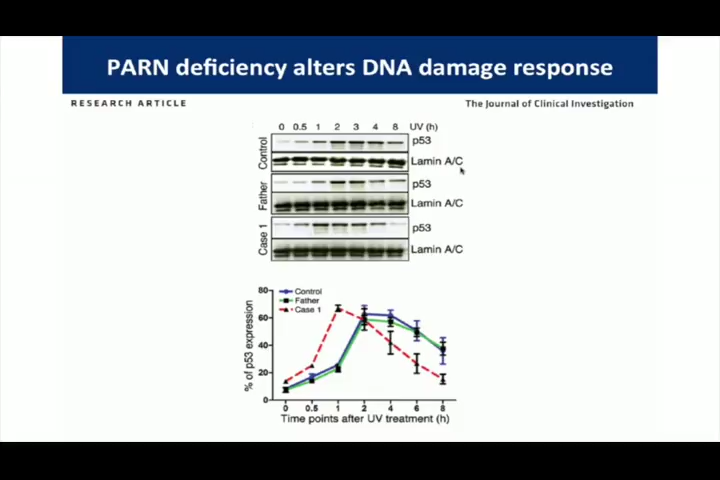 PARN deficiency alters DNA damage response
RESEARCH ARTICLE
The Journal of Clinical Investigation
0 0.5 1 2 3 4 8 UV (h)
Control
p53
Lamin A/C
Father
p53
Lamin A/C
Case 1
p53
Lamin A/C
Control
Father
Case 1
% of p53 expression
80
60
40
20
0
0 0.5 1 2 4 6 8
Time points after UV treatment (h)